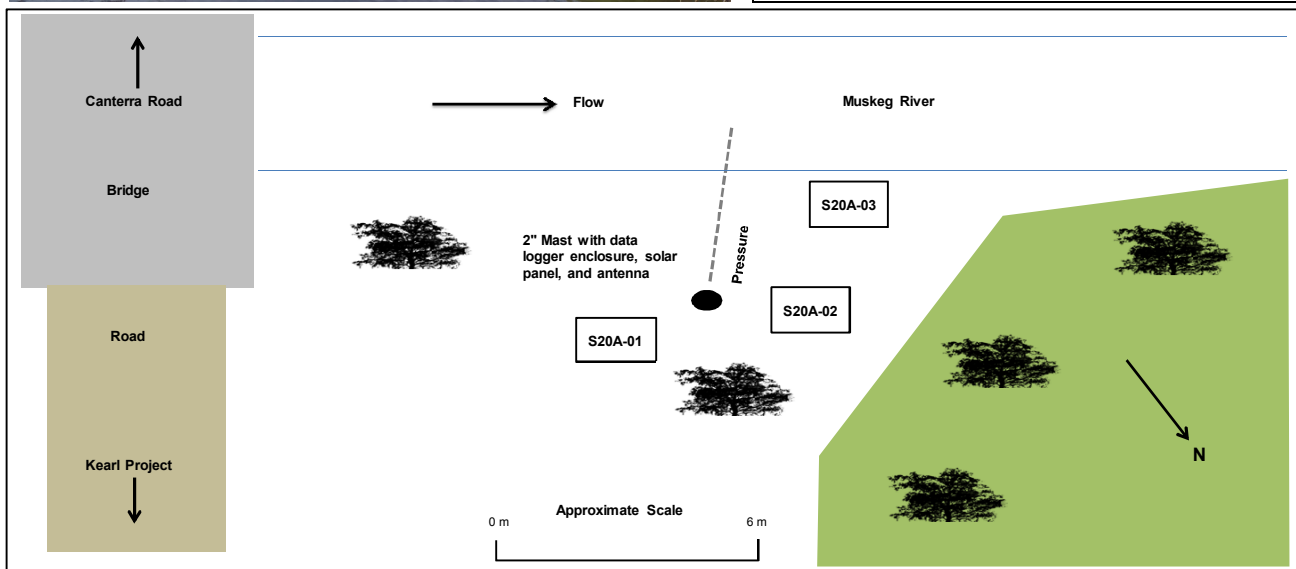 Canterra Road
Flow
Muskeg River
Bridge
S20A-03
2" Mast with data
logger enclosure, solar
panel, and antenna
Pressure
S20A-02
Road
S20A-01
Kearl Project
N
Approximate Scale
0 m
6 m